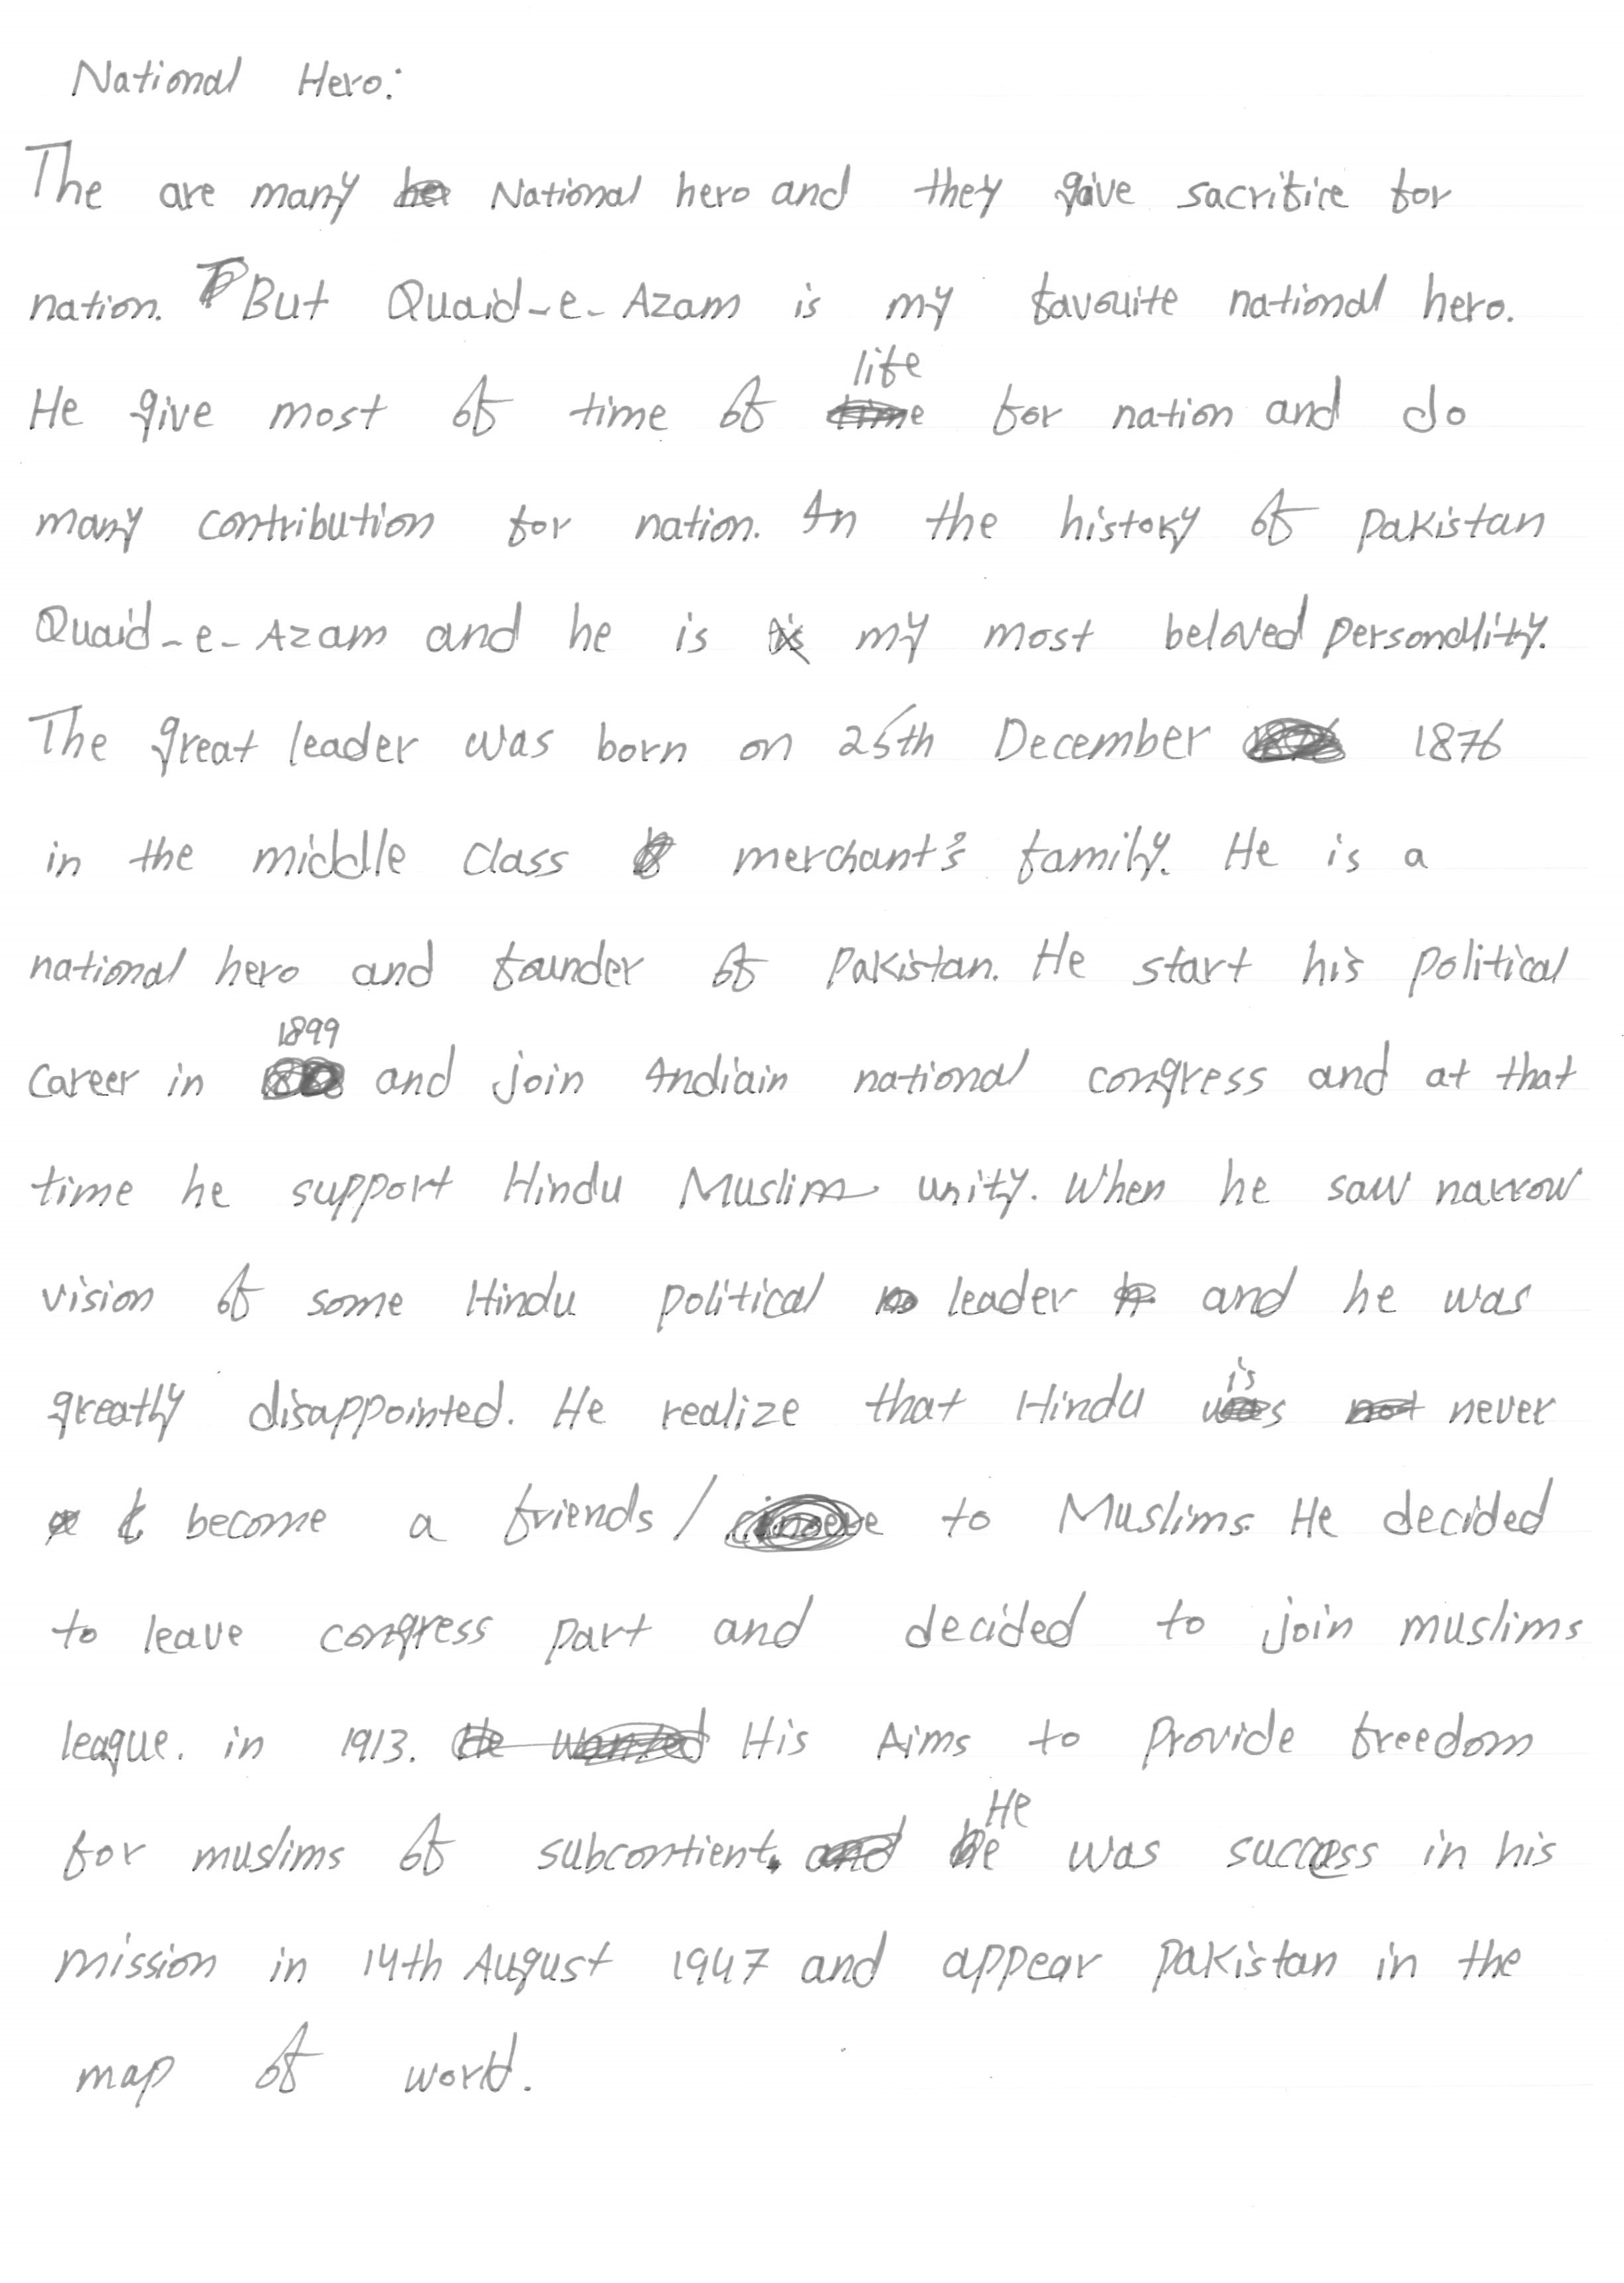 National Hero:
The are many National hero and they give sacrifice for
nation. But Quaid-e-Azam is my favouite national hero.
He give most of time of life for nation and do
many contribution for nation. In the history of pakistan
Quaid-e-Azam and he is my most beloved personality.
The great leader was born on 25th December 1876
in the middle class merchant's family. He is a
national hero and founder of Pakistan. He start his political
career in 1899 and join Indiain national congress and at that
time he support Hindu Muslim unity. When he saw narrow
vision of some Hindu political leader and he was
greatly disappointed. He realize that Hindu is never
become a friends / to Muslims. He decided
to leave congress part and decided to join muslims
league. in 1913. His Aims to provide freedom
for muslims of subcontient. He was success in his
mission in 14th August 1947 and appear pakistan in the
map of world.